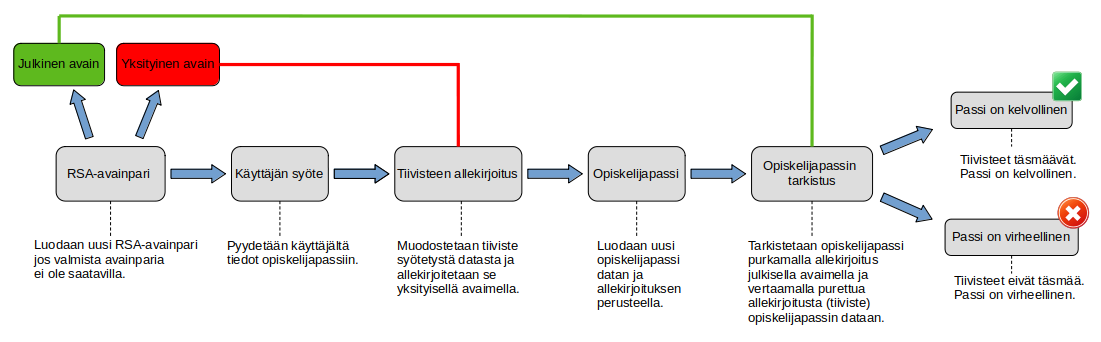 Julkinen avain
Yksityinen avain
RSA-avainpari
Käyttäjän syöte
Tiivisteen allekirjoitus
Opiskelijapassi
Opiskelijapassin
tarkistus
Passi on kelvollinen
Tiivisteet täsmäävät.
Passi on kelvollinen.
Passi on virheellinen
Tiivisteet eivät täsmää.
Passi on virheellinen.
Luodaan uusi RSA-avainpari
jos valmista avainparia
ei ole saatavilla.
Pyydetään käyttäjältä
tiedot opiskelijapassiin.
Muodostetaan tiiviste
syötetystä datasta ja
allekirjoitetaan se
yksityisellä avaimella.
Luodaan uusi
opiskelijapassi
datan ja
allekirjoituksen
perusteella.
Tarkistetaan opiskelijapassi
purkamalla allekirjoitus
julkisella avaimella ja
vertaamalla purettua
allekirjoitusta (tiiviste)
opiskelijapassin dataan.